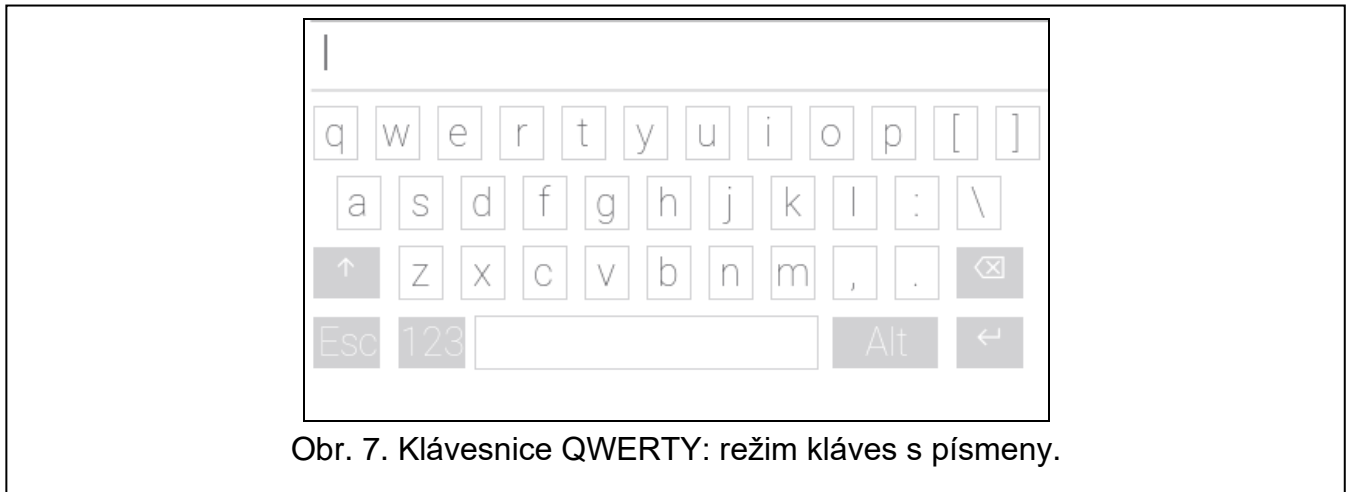 q w e r t y u i o p [ ]
a s d f g h j k l : \
↑ z x c v b n m , . ⌫
Esc 123 Alt ↵
Obr. 7. Klávesnice QWERTY: režim kláves s písmeny.